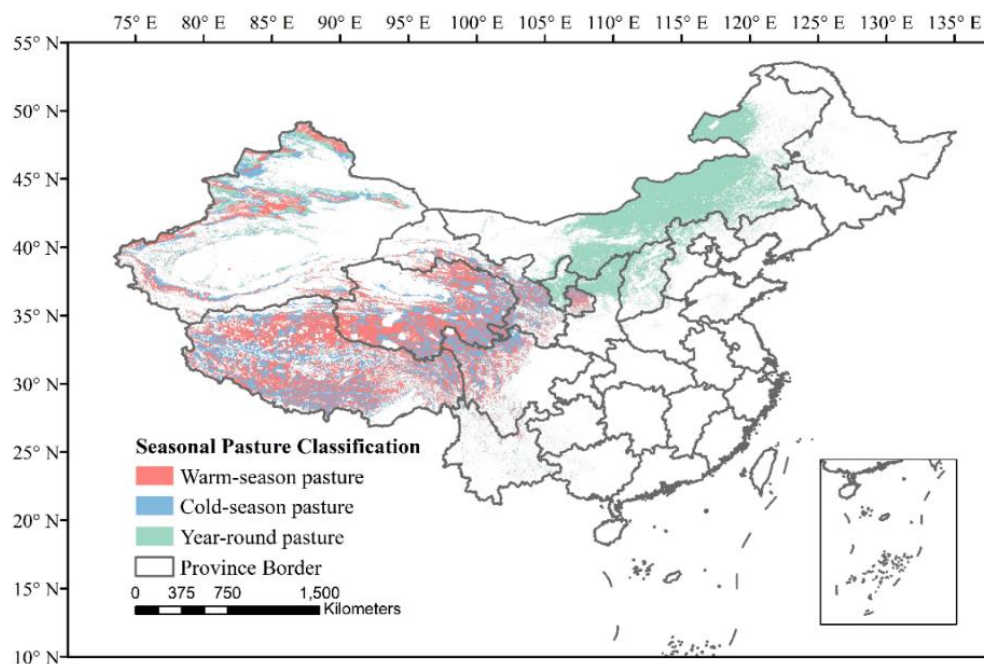 75° E 80° E 85° E 90° E 95° E 100° E 105° E 110° E 115° E 120° E 125° E 130° E 135° E
55° N
50° N
45° N
40° N
35° N
30° N
25° N
20° N
15° N
10° N
Seasonal Pasture Classification
Warm-season pasture
Cold-season pasture
Year-round pasture
Province Border
0 375 750 1,500
Kilometers